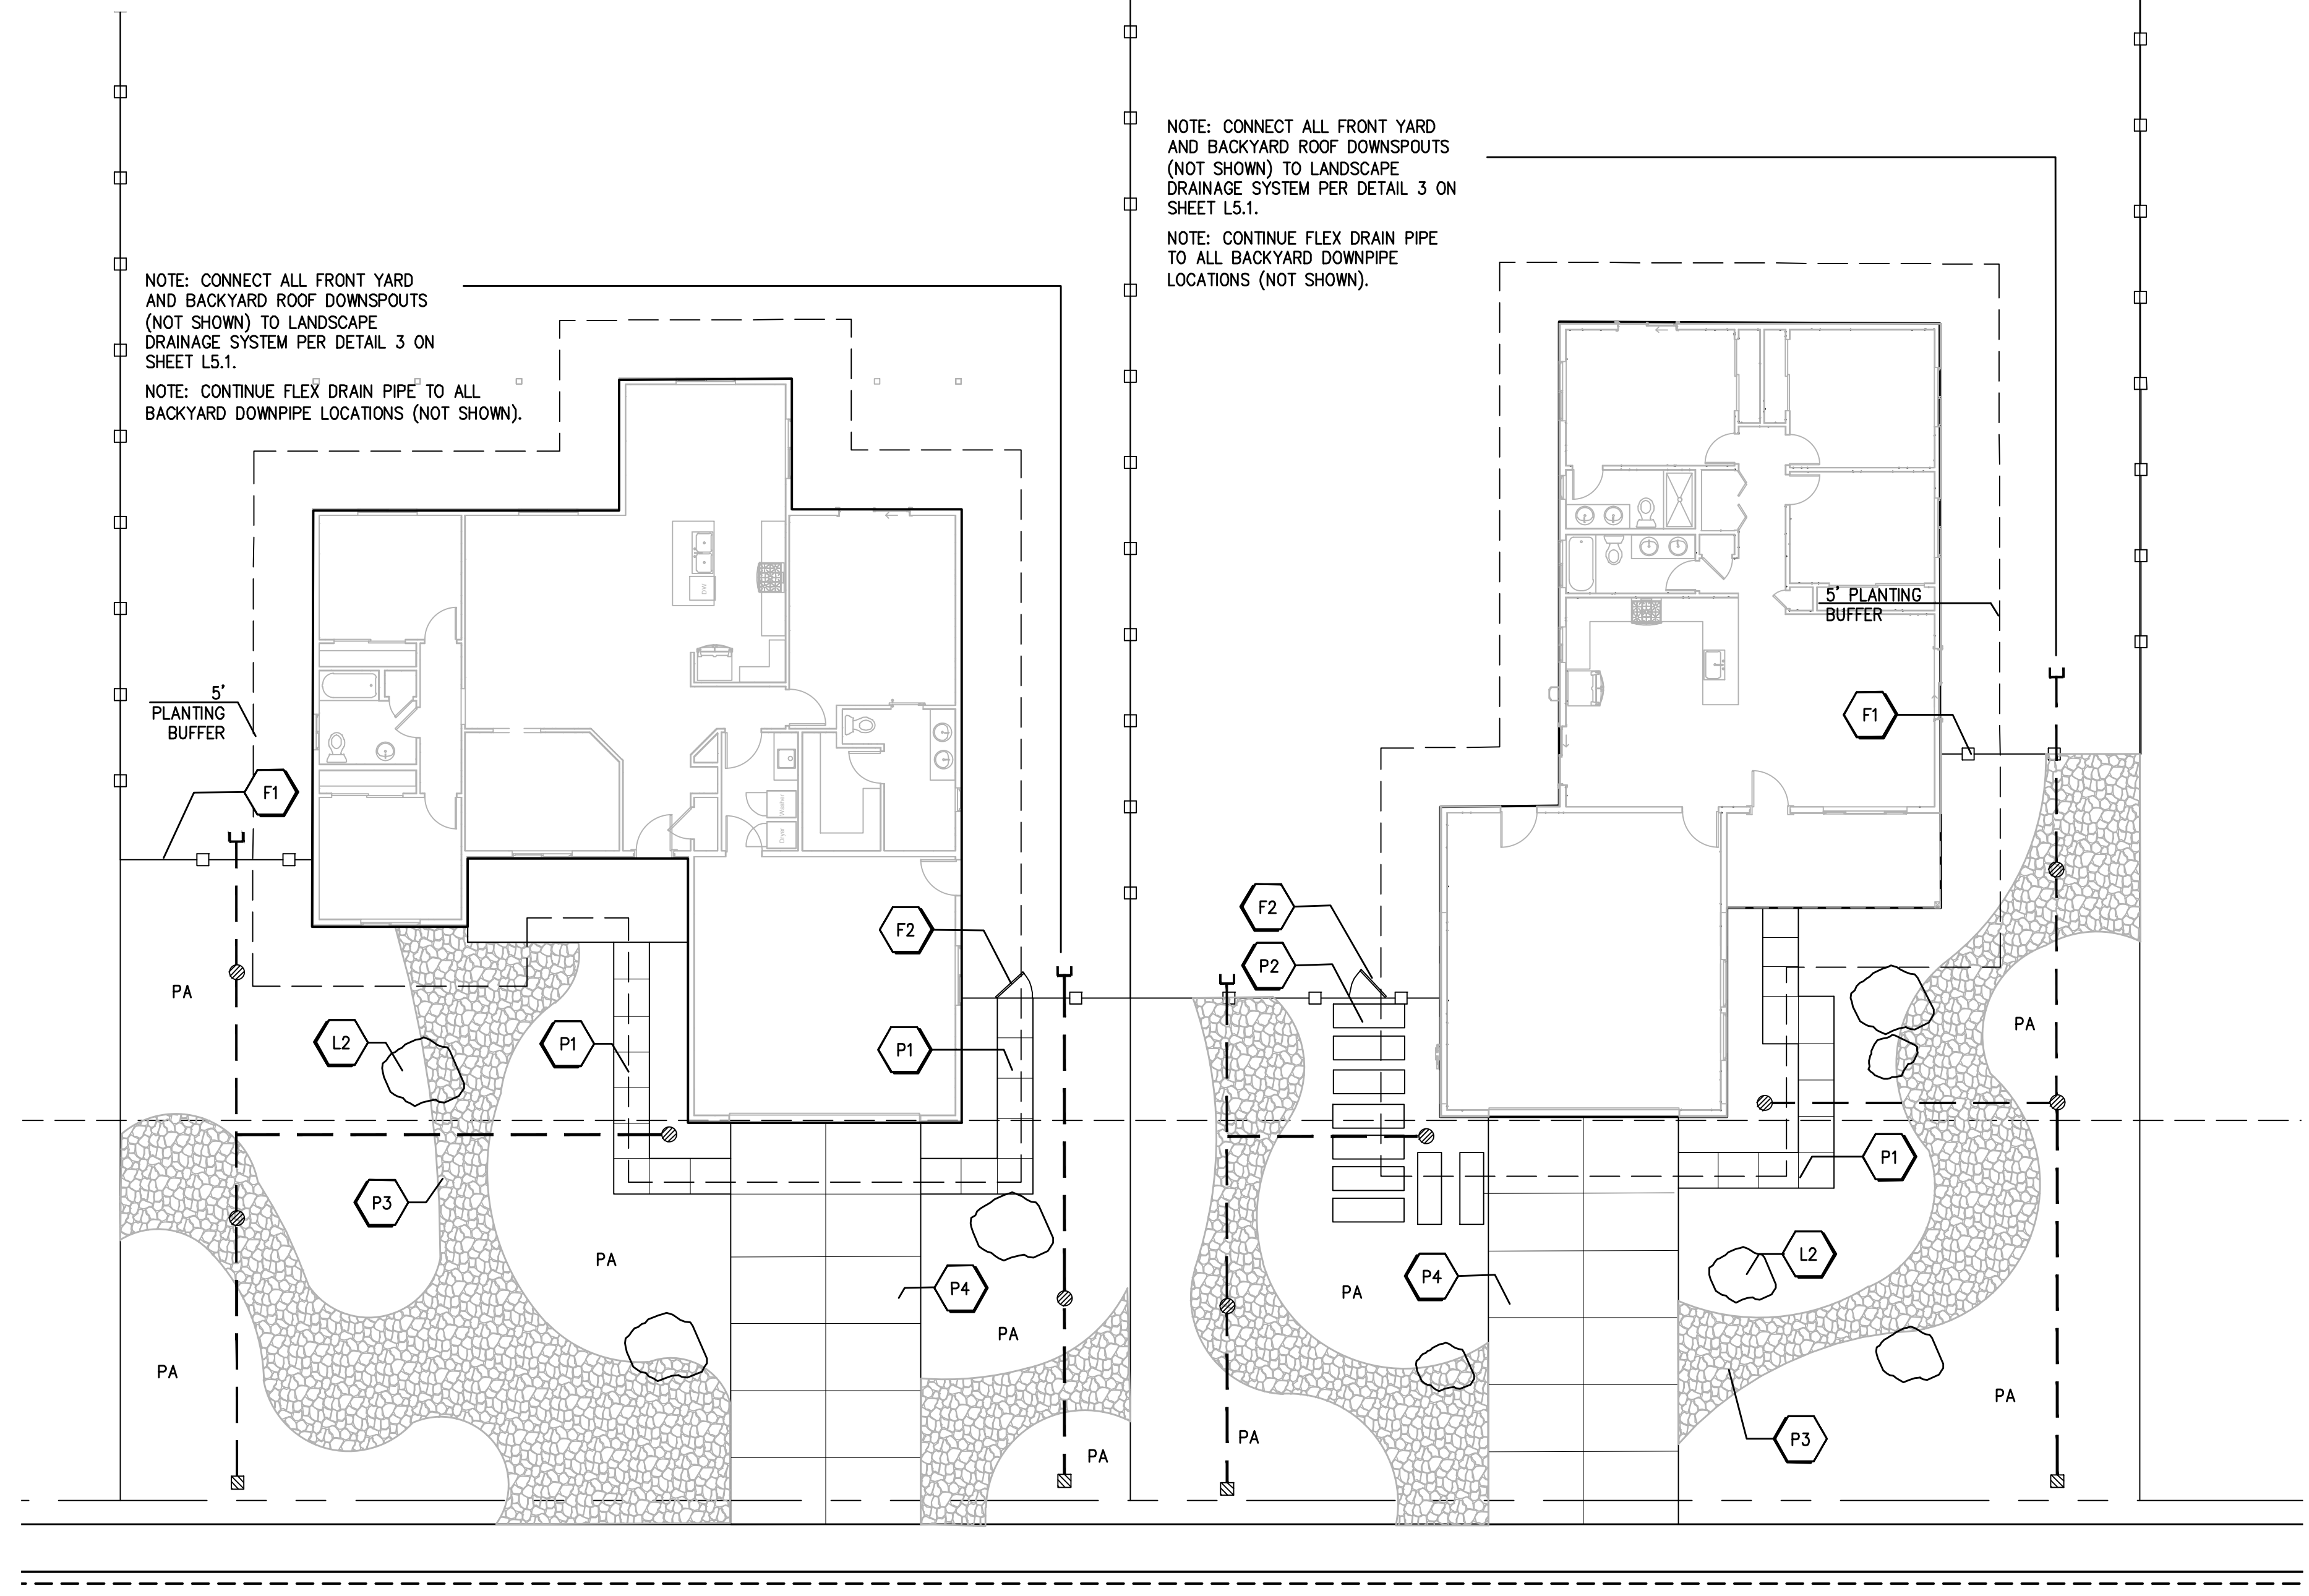 NOTE: CONNECT ALL FRONT YARD
AND BACKYARD ROOF DOWNSPOUTS
(NOT SHOWN) TO LANDSCAPE
DRAINAGE SYSTEM PER DETAIL 3 ON
SHEET L5.1.
NOTE: CONTINUE FLEX DRAIN PIPE TO ALL
BACKYARD DOWNPIPE LOCATIONS (NOT SHOWN).
5'
PLANTING
BUFFER
F1
DW
Washer
Dryer
F2
PA
L2
P1
P1
P3
PA
P4
PA
PA
PA
NOTE: CONNECT ALL FRONT YARD
AND BACKYARD ROOF DOWNSPOUTS
(NOT SHOWN) TO LANDSCAPE
DRAINAGE SYSTEM PER DETAIL 3 ON
SHEET L5.1.
NOTE: CONTINUE FLEX DRAIN PIPE
TO ALL BACKYARD DOWNPIPE
LOCATIONS (NOT SHOWN).
5' PLANTING
BUFFER
F1
F2
P2
PA
P1
L2
P4
PA
PA
PA
P3